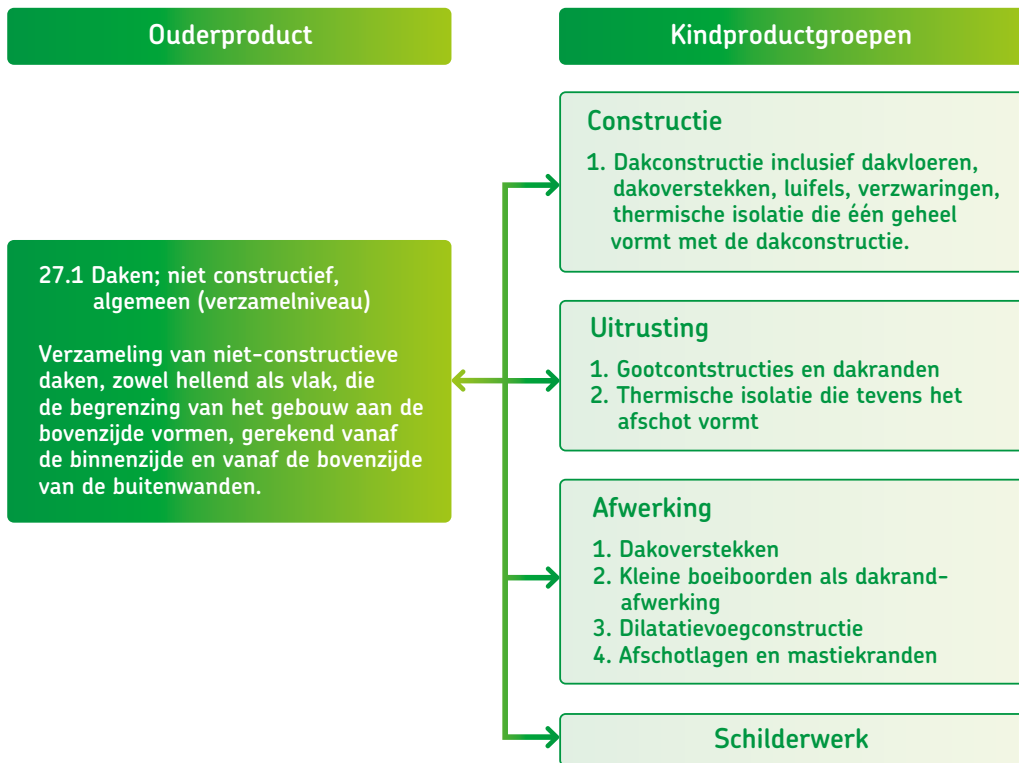 Ouderproduct
27.1 Daken; niet constructief,
algemeen (verzamelniveau)
Verzameling van niet-constructieve
daken, zowel hellend als vlak, die
de begrenzing van het gebouw aan de
bovenzijde vormen, gerekend vanaf
de binnenzijde en vanaf de bovenzijde
van de buitenwanden.
Kindproductgroepen
Constructie
1. Dakconstructie inclusief dakvloeren,
dakoverstekken, luifels, verzwaringen,
thermische isolatie die één geheel
vormt met de dakconstructie.
Uitrusting
1. Gootcontstructies en dakranden
2. Thermische isolatie die tevens het
afschot vormt
Afwerking
1. Dakoverstekken
2. Kleine boeiboorden als dakrand-
afwerking
3. Dilatatievoegconstructie
4. Afschotlagen en mastiekranden
Schilderwerk